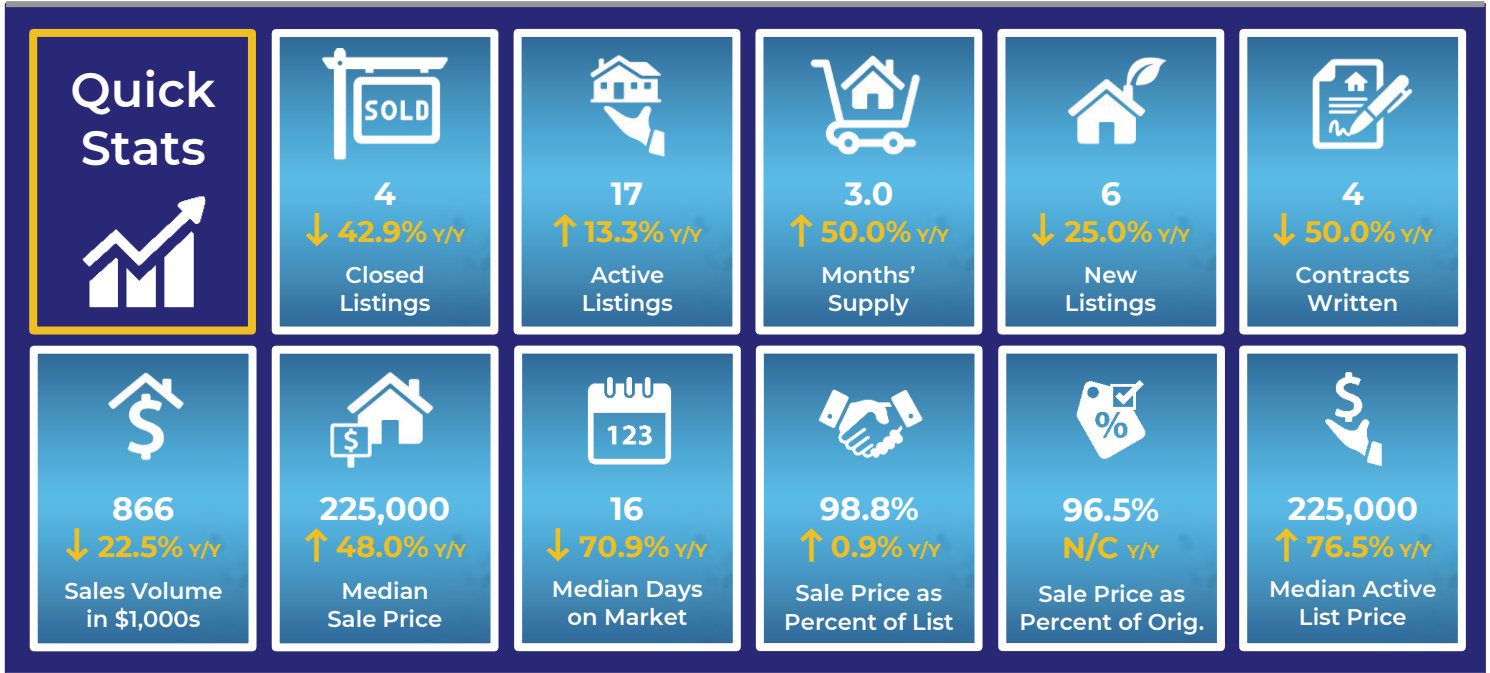 Quick
Stats
SOLD
4
↓ 42.9% Y/Y
Closed
Listings
17
↑ 13.3% Y/Y
Active
Listings
3.0
↑ 50.0% Y/Y
Months’
Supply
6
↓ 25.0% Y/Y
New
Listings
4
↓ 50.0% Y/Y
Contracts
Written
$
866
↓ 22.5% Y/Y
Sales Volume
in $1,000s
$
225,000
↑ 48.0% Y/Y
Median
Sale Price
123
16
↓ 70.9% Y/Y
Median Days
on Market
98.8%
↑ 0.9% Y/Y
Sale Price as
Percent of List
%
96.5%
N/C Y/Y
Sale Price as
Percent of Orig.
$
225,000
↑ 76.5% Y/Y
Median Active
List Price